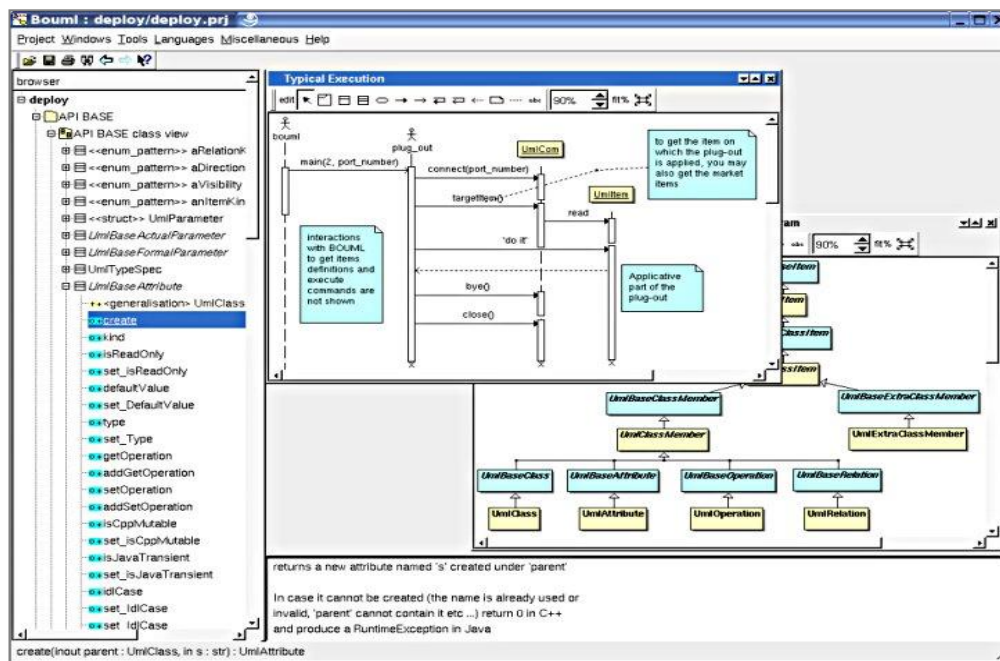 Bouml : deploy/deploy.prj
Project Windows Tools Languages Miscellaneous Help
browser
deploy
API BASE
API BASE class view
<<enum_pattern>> aRelationK
<<enum_pattern>> aDirection
<<enum_pattern>> aVisibility
<<enum_pattern>> anItemKin
<<struct>> UmlParameter
UmlBaseActualParameter
UmlBaseFormalParameter
UmlTypeSpec
UmlBaseAttribute
<generalisation> UmlClass
create
kind
isReadOnly
set_isReadOnly
defaultValue
set_DefaultValue
type
set_Type
getOperation
addGetOperation
setOperation
addSetOperation
isCppMutable
set_isCppMutable
isJavaTransient
set_isJavaTransient
idlCase
set_IdlCase
set_IdlCase
create(inout parent : UmlClass, in s : str) : UmlAttribute
Typical Execution
edit
abc
90%
fit%
bouml
plug_out
UmlCom
UmlItem
main(2, port_number)
connect(port_number)
targetItem()
read
'do it'
bye()
close()
to get the item on
which the plug-out
is applied, you may
also get the market
items
interactions
with BOUML
to get items
definitions and
execute
commands are
not shown
Applicative
part of the
plug-out
ram
abc
90%
fit%
eItem
Item
ssItem
ssItem
UmlBaseClassMember
UmlBaseExtraClassMember
UmlClassMember
UmlExtraClassMember
UmlBaseClass
UmlBaseAttribute
UmlBaseOperation
UmlBaseRelation
UmlClass
UmlAttribute
UmlOperation
UmlRelation
returns a new attribute named 's' created under 'parent'
In case it cannot be created (the name is already used or
invalid, 'parent' cannot contain it etc ...) return 0 in C++
and produce a RuntimeException in Java